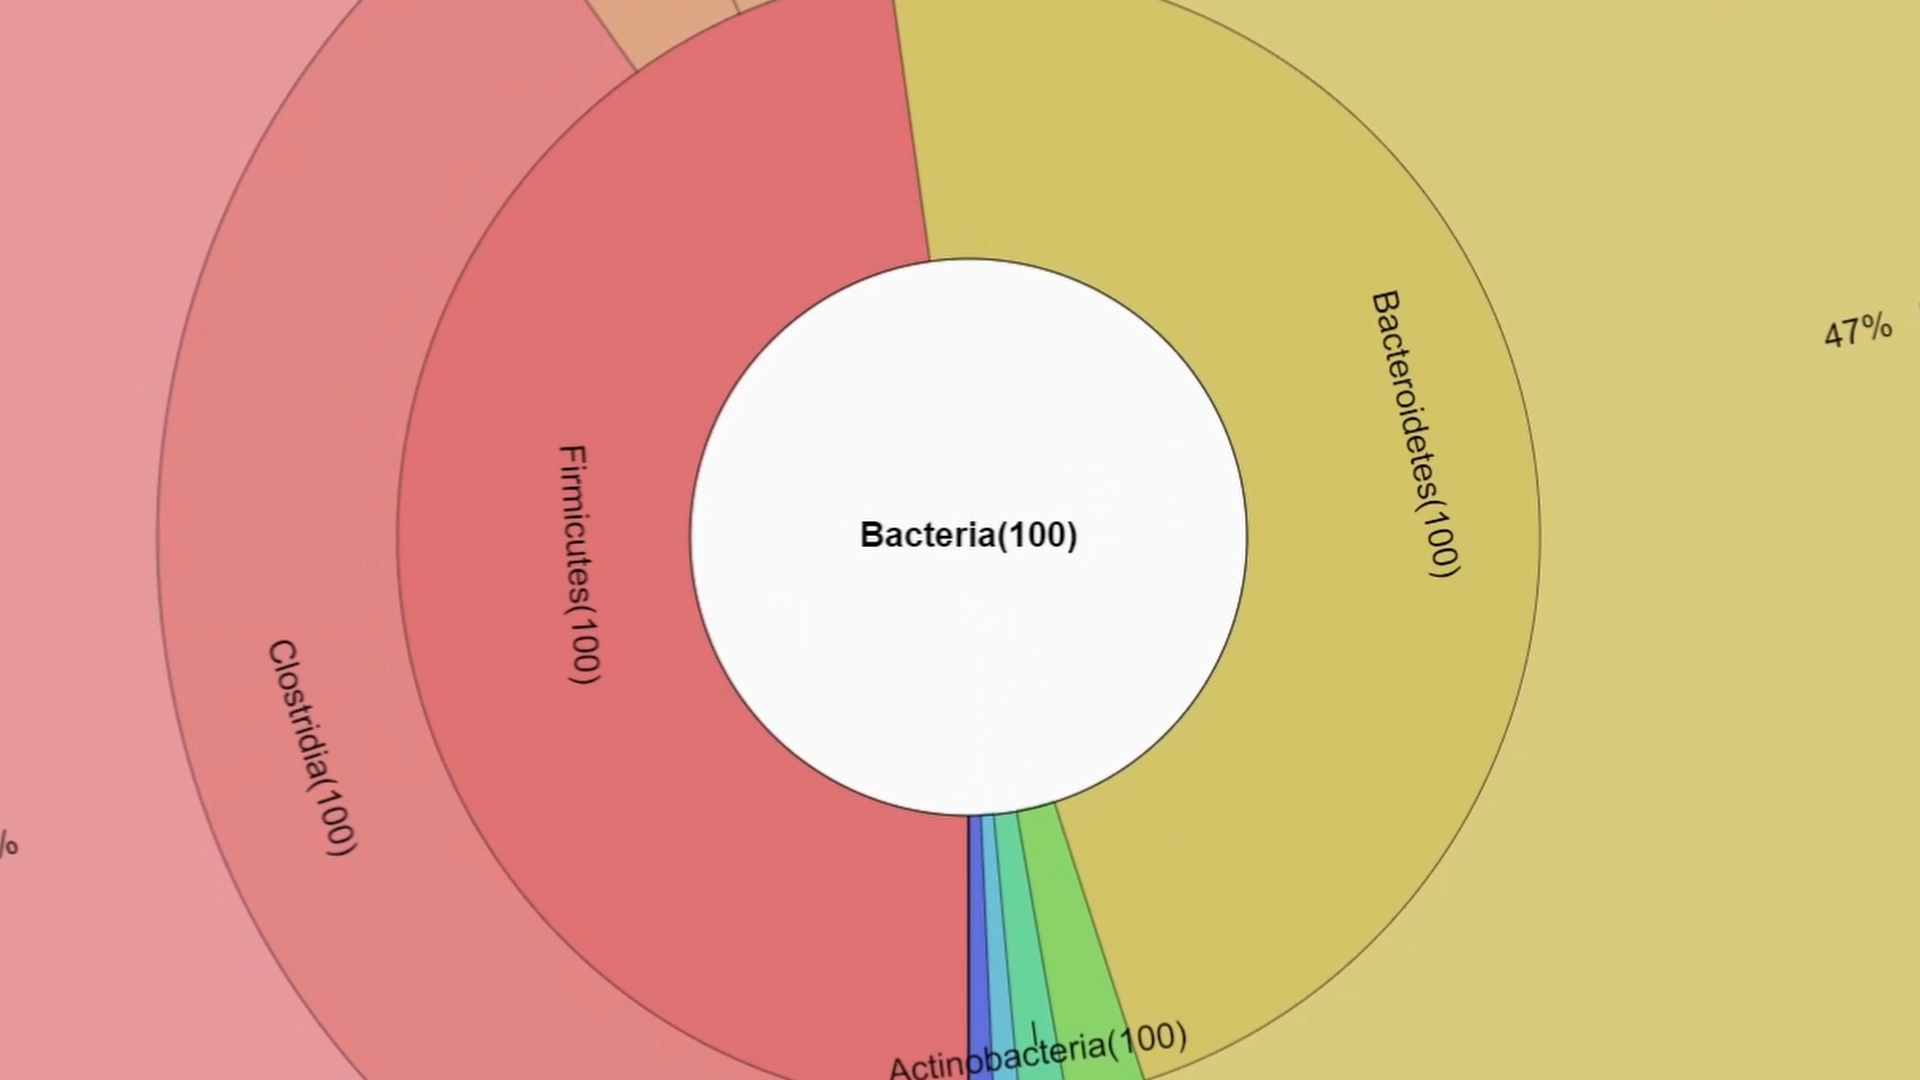 Bacteroidetes(100)
47%
Firmicutes(100)
Bacteria(100)
Clostridia(100)
%
Actinobacteria(100)